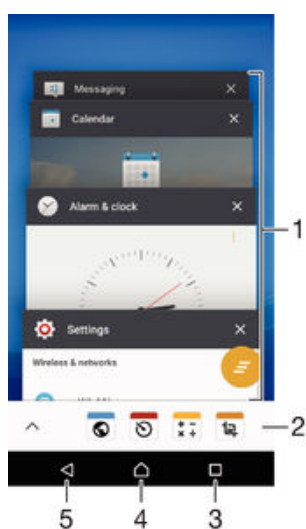 Messaging
Calendar
Alarm & clock
Settings
Wireless & networks
1
2
5
4
3